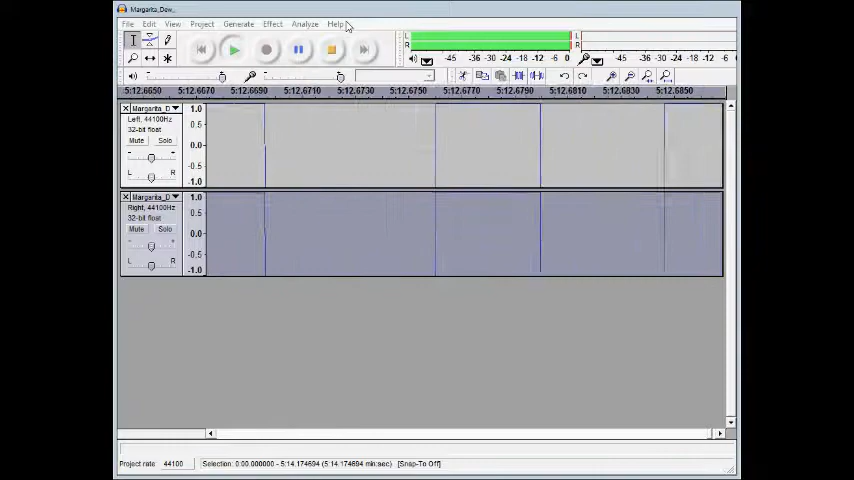 Margarita_Dew_
File Edit View Project Generate Effect Analyze Help
L
R
-45 -36 -30 -24 -18 -12 -6 0
-45 -36 -30 -24 -18 -12 -6 0
5:12.6650 5:12.6670 5:12.6690 5:12.6710 5:12.6730 5:12.6750 5:12.6770 5:12.6790 5:12.6810 5:12.6830 5:12.6850
Margarita_D
Left, 44100Hz
32-bit float
Mute Solo
- +
L R
1.0
0.5
0.0
-0.5
-1.0
Margarita_D
Right, 44100Hz
32-bit float
Mute Solo
- +
L R
1.0
0.5
0.0
-0.5
-1.0
Project rate: 44100 Selection: 0:00.000000 - 5:14.174694 (5:14.174694 min:sec) [Snap-To Off]